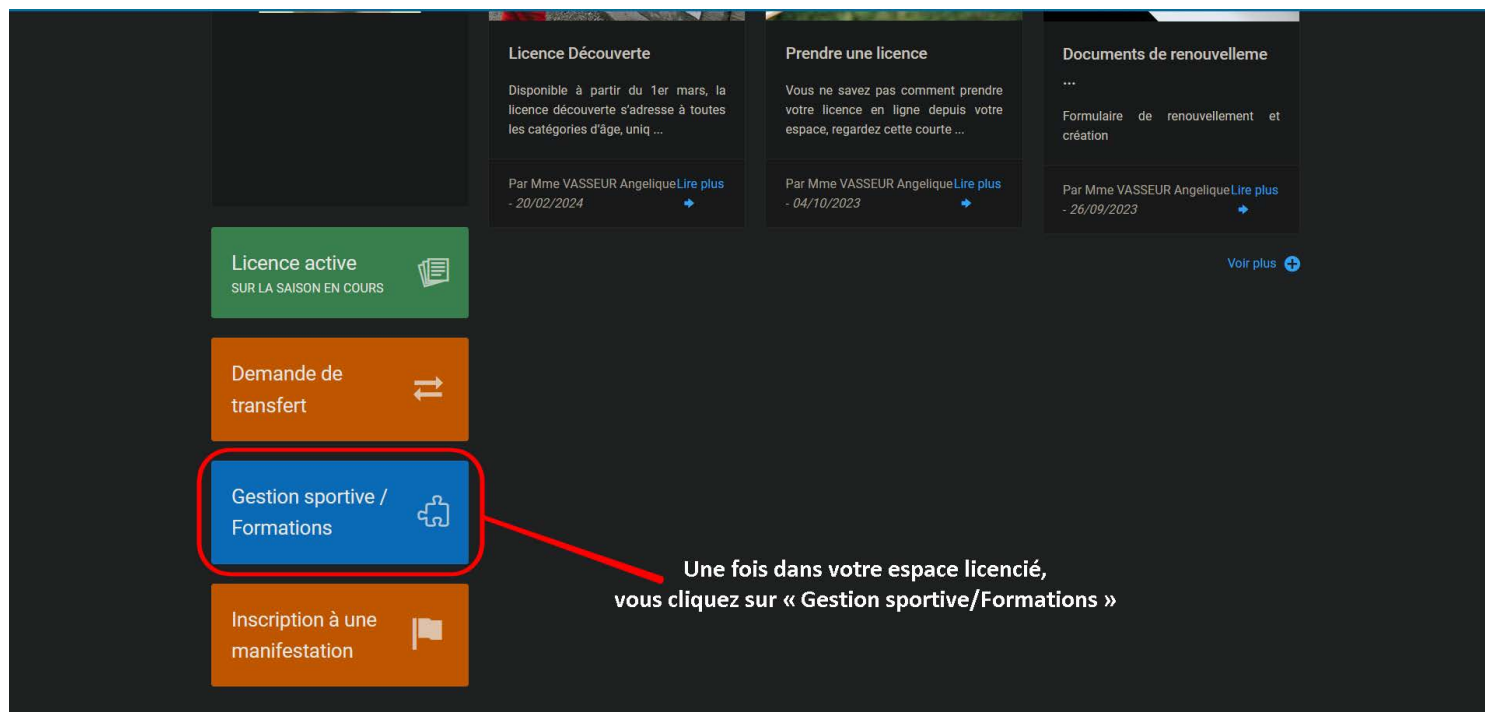 Licence Découverte
Disponible à partir du 1er mars, la
licence découverte s'adresse à toutes
les catégories d'âge, uniq ...
Par Mme VASSEUR Angelique Lire plus
- 20/02/2024
Prendre une licence
Vous ne savez pas comment prendre
votre licence en ligne depuis votre
espace, regardez cette courte ...
Par Mme VASSEUR Angelique Lire plus
- 04/10/2023
Documents de renouvelleme
...
Formulaire de renouvellement et
création
Par Mme VASSEUR Angelique Lire plus
- 26/09/2023
Voir plus
Licence active
SUR LA SAISON EN COURS
Demande de
transfert
Gestion sportive /
Formations
Une fois dans votre espace licencié,
vous cliquez sur « Gestion sportive/Formations »
Inscription à une
manifestation